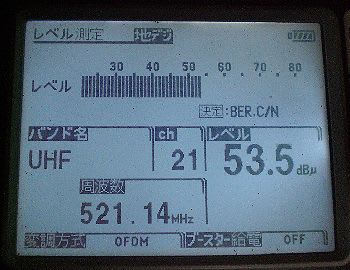 レベル測定 地デジ
30 40 50 60 70 80
レベル
決定:BER.C/N
バンド名 ch レベル
UHF 21 53.5 dBμ
周波数
521.14 MHz
変調方式 OFDM ブースター給電 OFF